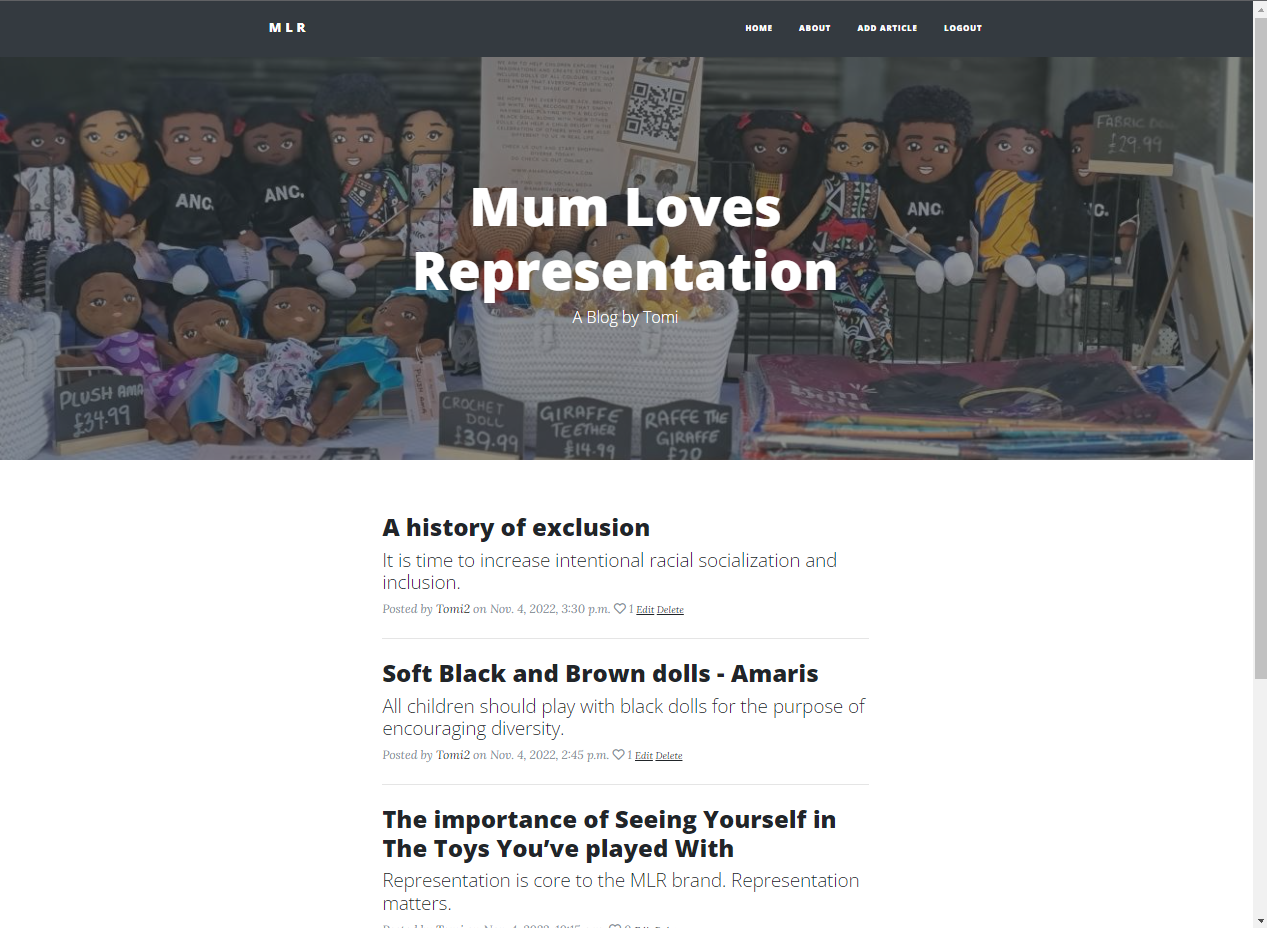 MLR
HOME ABOUT ADD ARTICLE LOGOUT
ANC.
ANC.
ANC.
FABRIC
£29.99
Mum Loves
Representation
A Blog by Tomi
PLUSH AMA
£34.99
CROCHET
DOLL
£39.99
GIRAFFE
TEETHER
£14.99
RAFFE THE
GIRAFFE
£20
A history of exclusion
It is time to increase intentional racial socialization and
inclusion.
Posted by Tomi2 on Nov. 4, 2022, 3:30 p.m. 1 Edit Delete
Soft Black and Brown dolls - Amaris
All children should play with black dolls for the purpose of
encouraging diversity.
Posted by Tomi2 on Nov. 4, 2022, 2:45 p.m. 1 Edit Delete
The importance of Seeing Yourself in
The Toys You’ve played With
Representation is core to the MLR brand. Representation
matters.